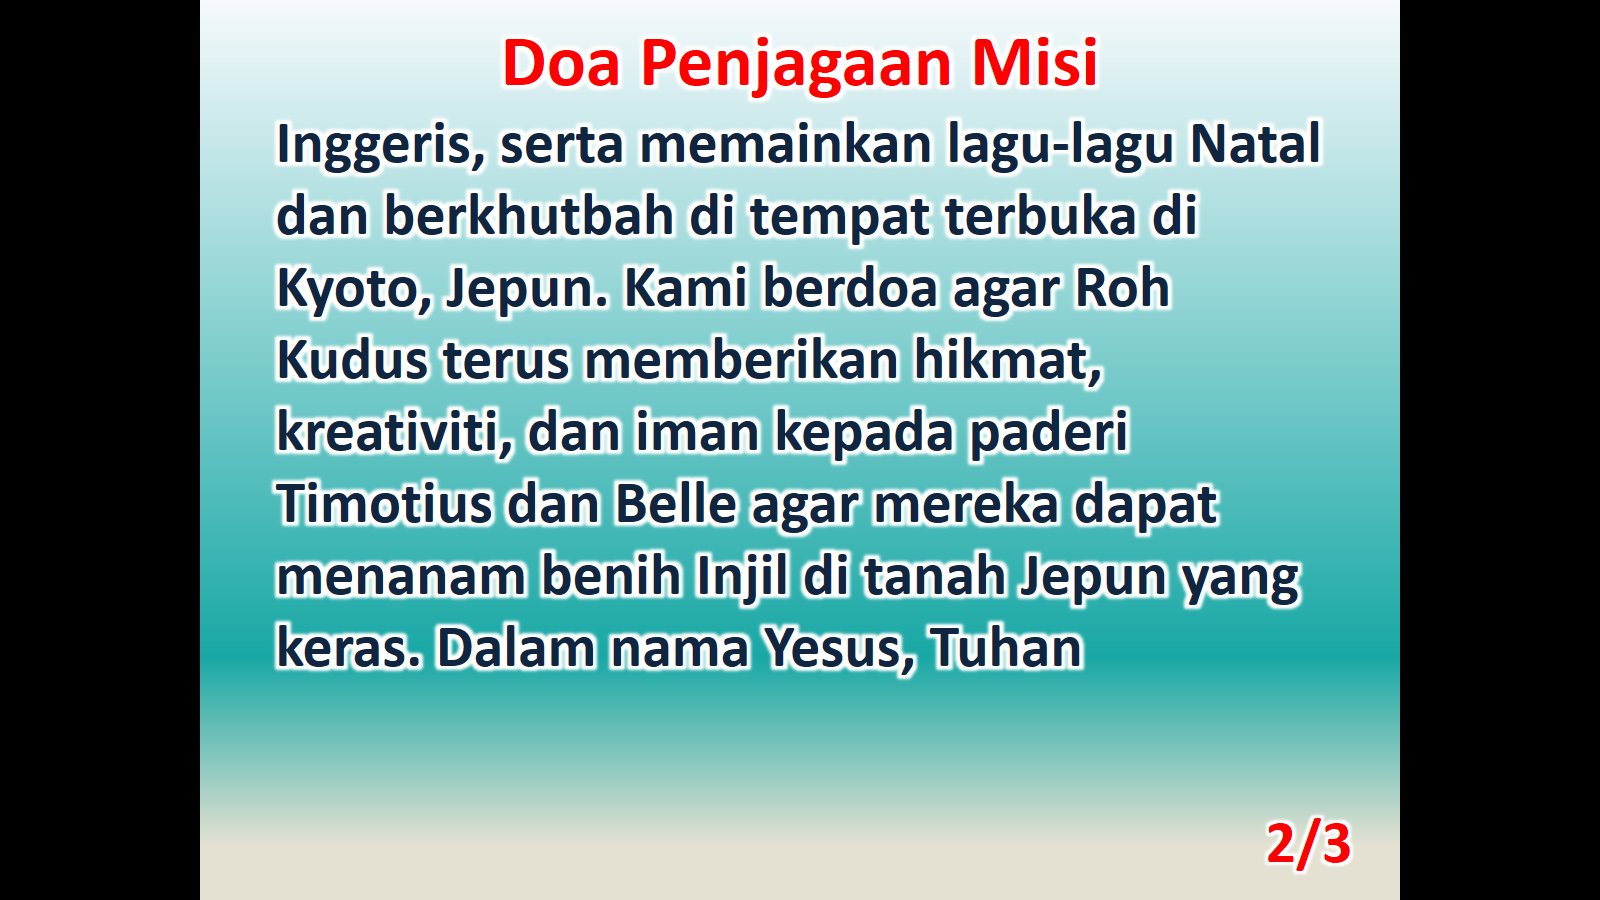 Doa Penjagaan Misi
Inggeris, serta memainkan lagu-lagu Natal
dan berkhutbah di tempat terbuka di
Kyoto, Jepun. Kami berdoa agar Roh
Kudus terus memberikan hikmat,
kreativiti, dan iman kepada paderi
Timotius dan Belle agar mereka dapat
menanam benih Injil di tanah Jepun yang
keras. Dalam nama Yesus, Tuhan
2/3